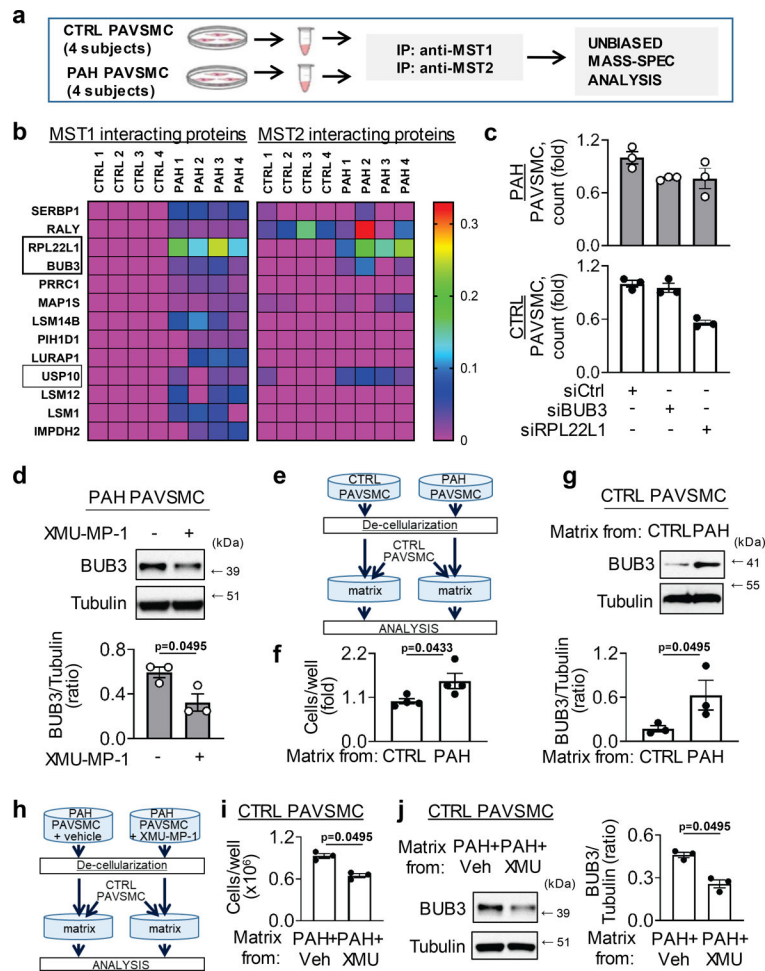 a
CTRL PAVSMC
(4 subjects)
PAH PAVSMC
(4 subjects)
IP: anti-MST1
IP: anti-MST2
UNBIASED
MASS-SPEC
ANALYSIS
b
MST1 interacting proteins
MST2 interacting proteins
CTRL 1
CTRL 2
CTRL 3
CTRL 4
PAH 1
PAH 2
PAH 3
PAH 4
CTRL 1
CTRL 2
CTRL 3
CTRL 4
PAH 1
PAH 2
PAH 3
PAH 4
SERBP1
RALY
RPL22L1
BUB3
PRRC1
MAP1S
LSM14B
PIH1D1
LURAP1
USP10
LSM12
LSM1
IMPDH2
0.3
0.2
0.1
0
c
PAH
PAVSMC,
count (fold)
1.2
0.6
0.0
CTRL
PAVSMC,
count (fold)
1.2
0.6
0.0
siCtrl + - -
siBUB3 - + -
siRPL22L1 - - +
d
PAH PAVSMC
XMU-MP-1 - +
(kDa)
BUB3
← 39
Tubulin
← 51
BUB3/Tubulin
(ratio)
0.8
0.4
0.0
p=0.0495
XMU-MP-1 - +
e
CTRL
PAVSMC
PAH
PAVSMC
De-cellularization
CTRL
PAVSMC
matrix
matrix
ANALYSIS
f
Cells/well
(fold)
2.2
1.1
0.0
p=0.0433
Matrix from: CTRL PAH
g
CTRL PAVSMC
Matrix from: CTRL PAH
(kDa)
BUB3
← 41
← 55
Tubulin
BUB3/Tubulin
(ratio)
1.2
0.6
0.0
p=0.0495
Matrix from: CTRL PAH
h
PAH
PAVSMC
+ vehicle
PAH
PAVSMC
+ XMU-MP-1
De-cellularization
CTRL
PAVSMC
matrix
matrix
ANALYSIS
i
CTRL PAVSMC
Cells/well
(x10⁶)
1.2
0.6
0.0
p=0.0495
Matrix PAH+ PAH+
from: Veh XMU
j
CTRL PAVSMC
Matrix PAH+ PAH+
from: Veh XMU
(kDa)
BUB3
← 39
Tubulin
← 51
BUB3/
Tubulin (ratio)
0.6
0.3
0.0
p=0.0495
Matrix PAH+ PAH+
from: Veh XMU